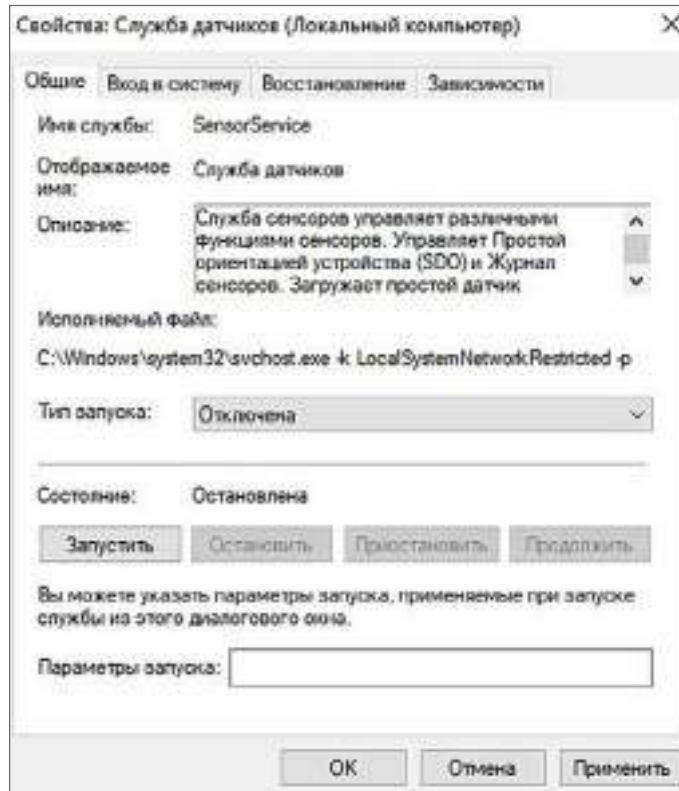 Свойства: Служба датчиков (Локальный компьютер)
Общие Вход в систему Восстановление Зависимости
Имя службы: SensorService
Отображаемое имя: Служба датчиков
Описание: Служба сенсоров управляет различными
функциями сенсоров. Управляет Простой
ориентацией устройства (SDO) и Журнал
сенсоров. Загружает простой датчик
Исполняемый файл:
C:\Windows\system32\svchost.exe -k LocalSystemNetworkRestricted -p
Тип запуска: Отключена
Состояние: Остановлена
Запустить Остановить Приостановить Продолжить
Вы можете указать параметры запуска, применяемые при запуске
службы из этого диалогового окна.
Параметры запуска:
ОК Отмена Применить